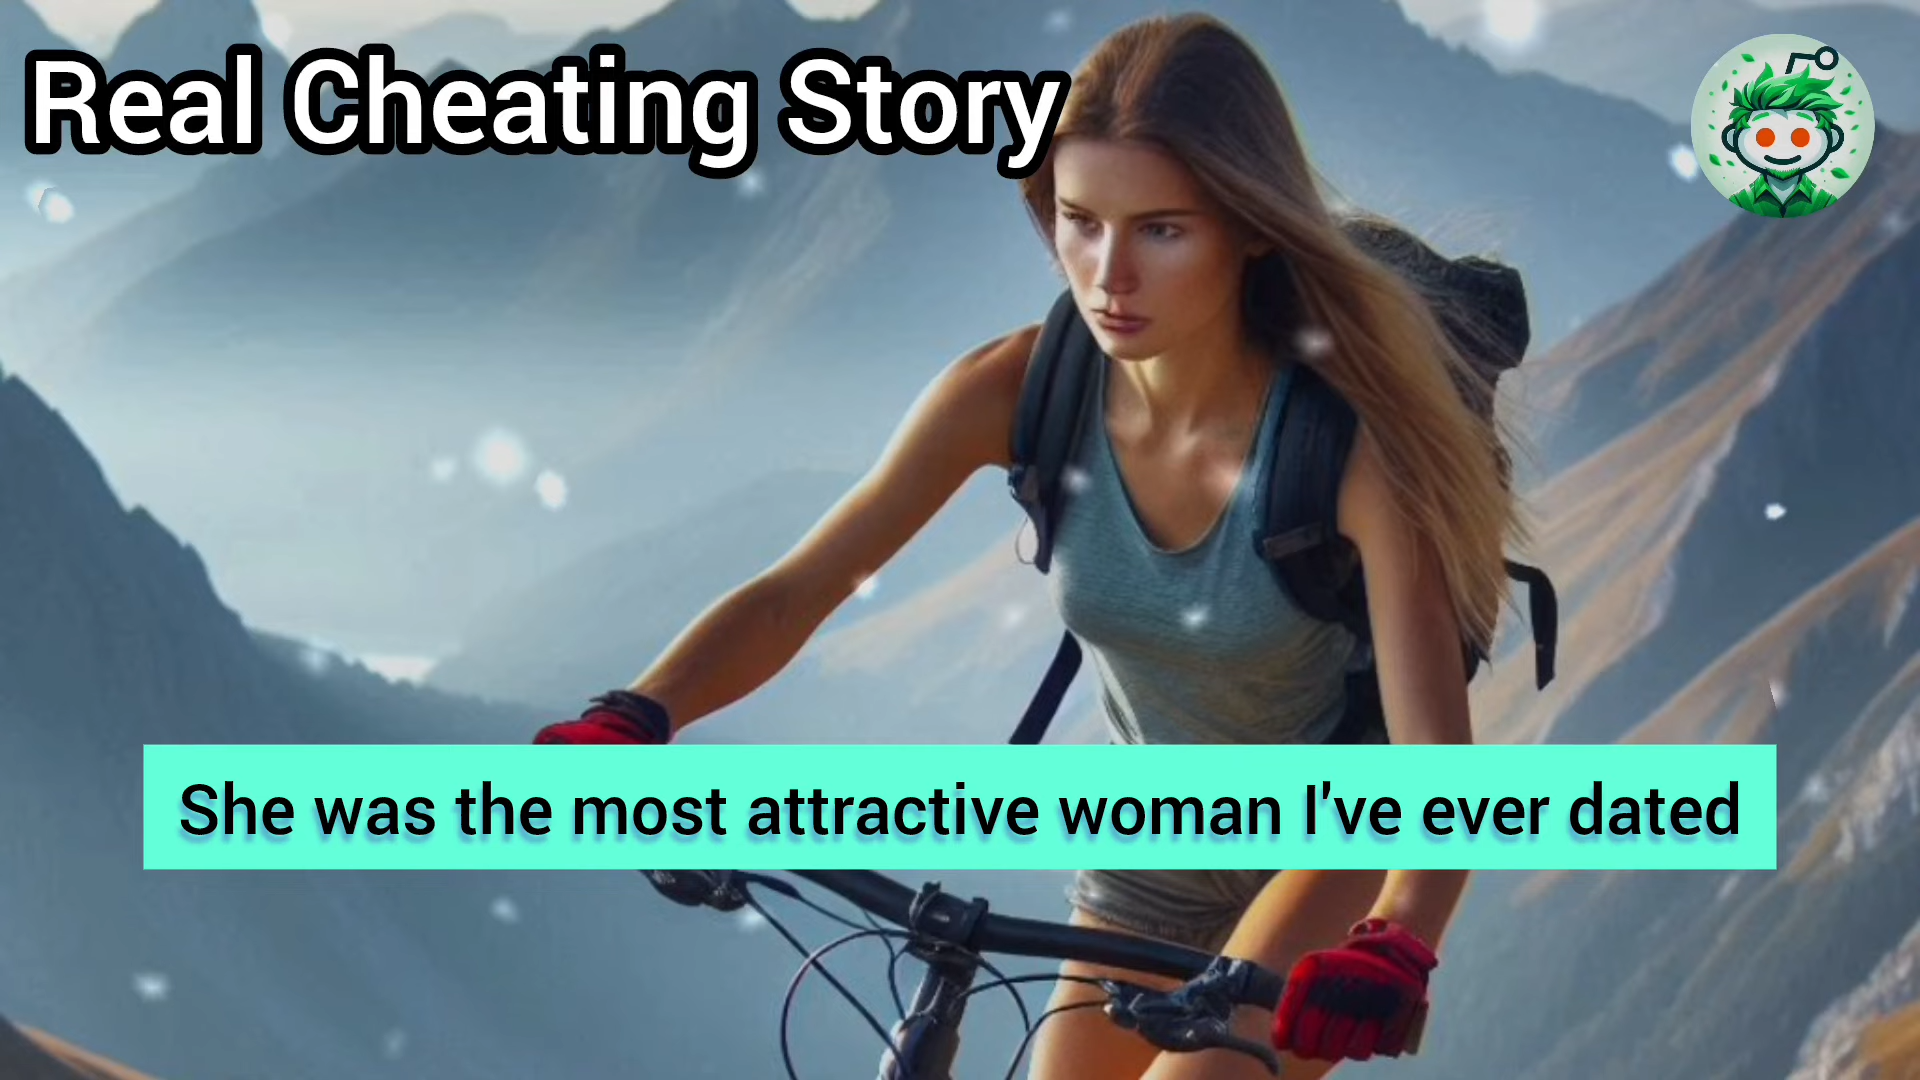 Real Cheating Story
She was the most attractive woman I've ever dated